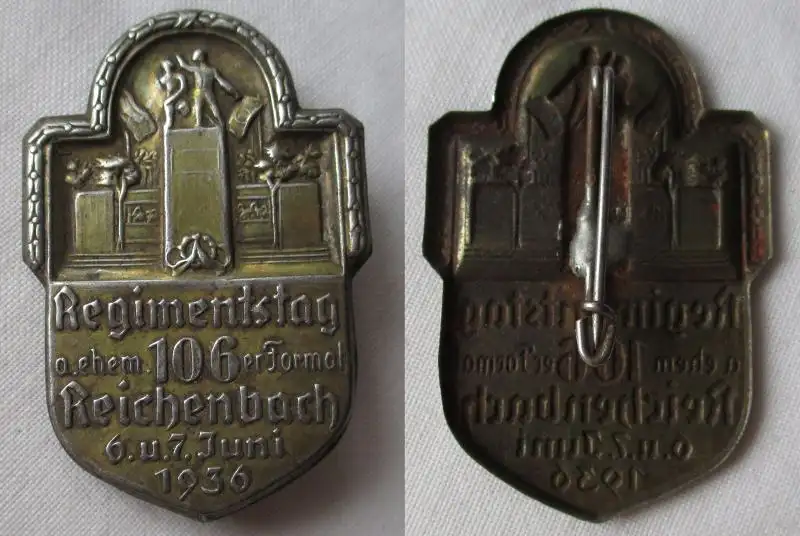 Regimentstag
a. ehem. 106er Format
Reichenbach
6. u. 7. Juni
1936